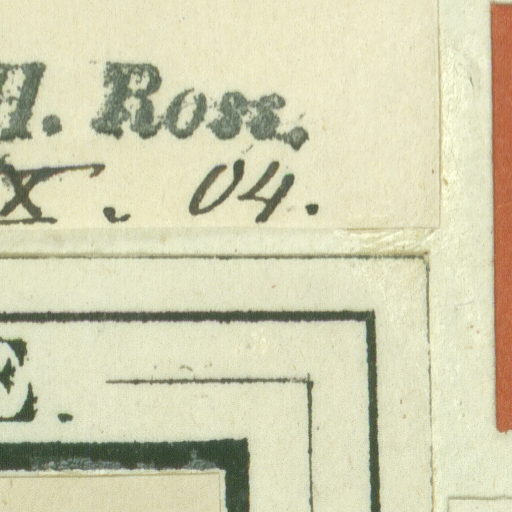 H. Ross.
X. 04.
E.